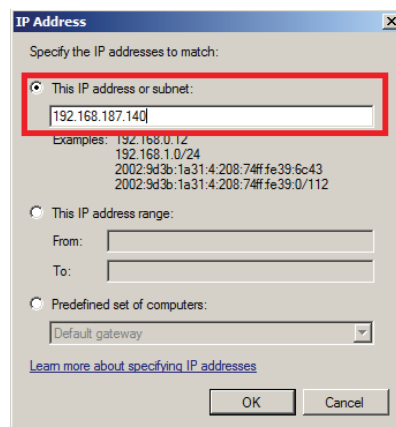 IP Address
Specify the IP addresses to match:
This IP address or subnet:
192.168.187.140
Examples: 192.168.0.12
192.168.1.0/24
2002:9d3b:1a31:4:208:74ff:fe39:6c43
2002:9d3b:1a31:4:208:74ff:fe39:0/112
This IP address range:
From:
To:
Predefined set of computers:
Default gateway
Learn more about specifying IP addresses
OK Cancel